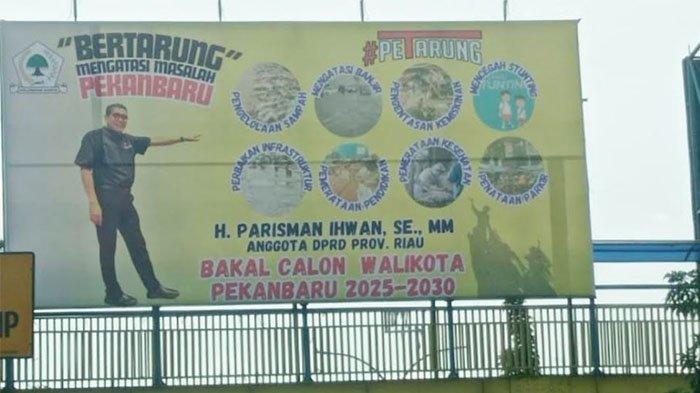 "BERTARUNG"
MENGATASI MASALAH
PEKANBARU
#PETARUNG
PENGELOLAAN SAMPAH
MENGATASI BANJIR
PENGENTASAN KEMISKINAN
MENCEGAH STUNTING
PERBAIKAN INFRASTRUKTUR
PEMERATAAN PENDIDIKAN
PEMERATAAN KESEHATAN
PENATAAN PARKIR
H. PARISMAN IHWAN, SE., MM
ANGGOTA DPRD PROV. RIAU
BAKAL CALON WALIKOTA
PEKANBARU 2025-2030